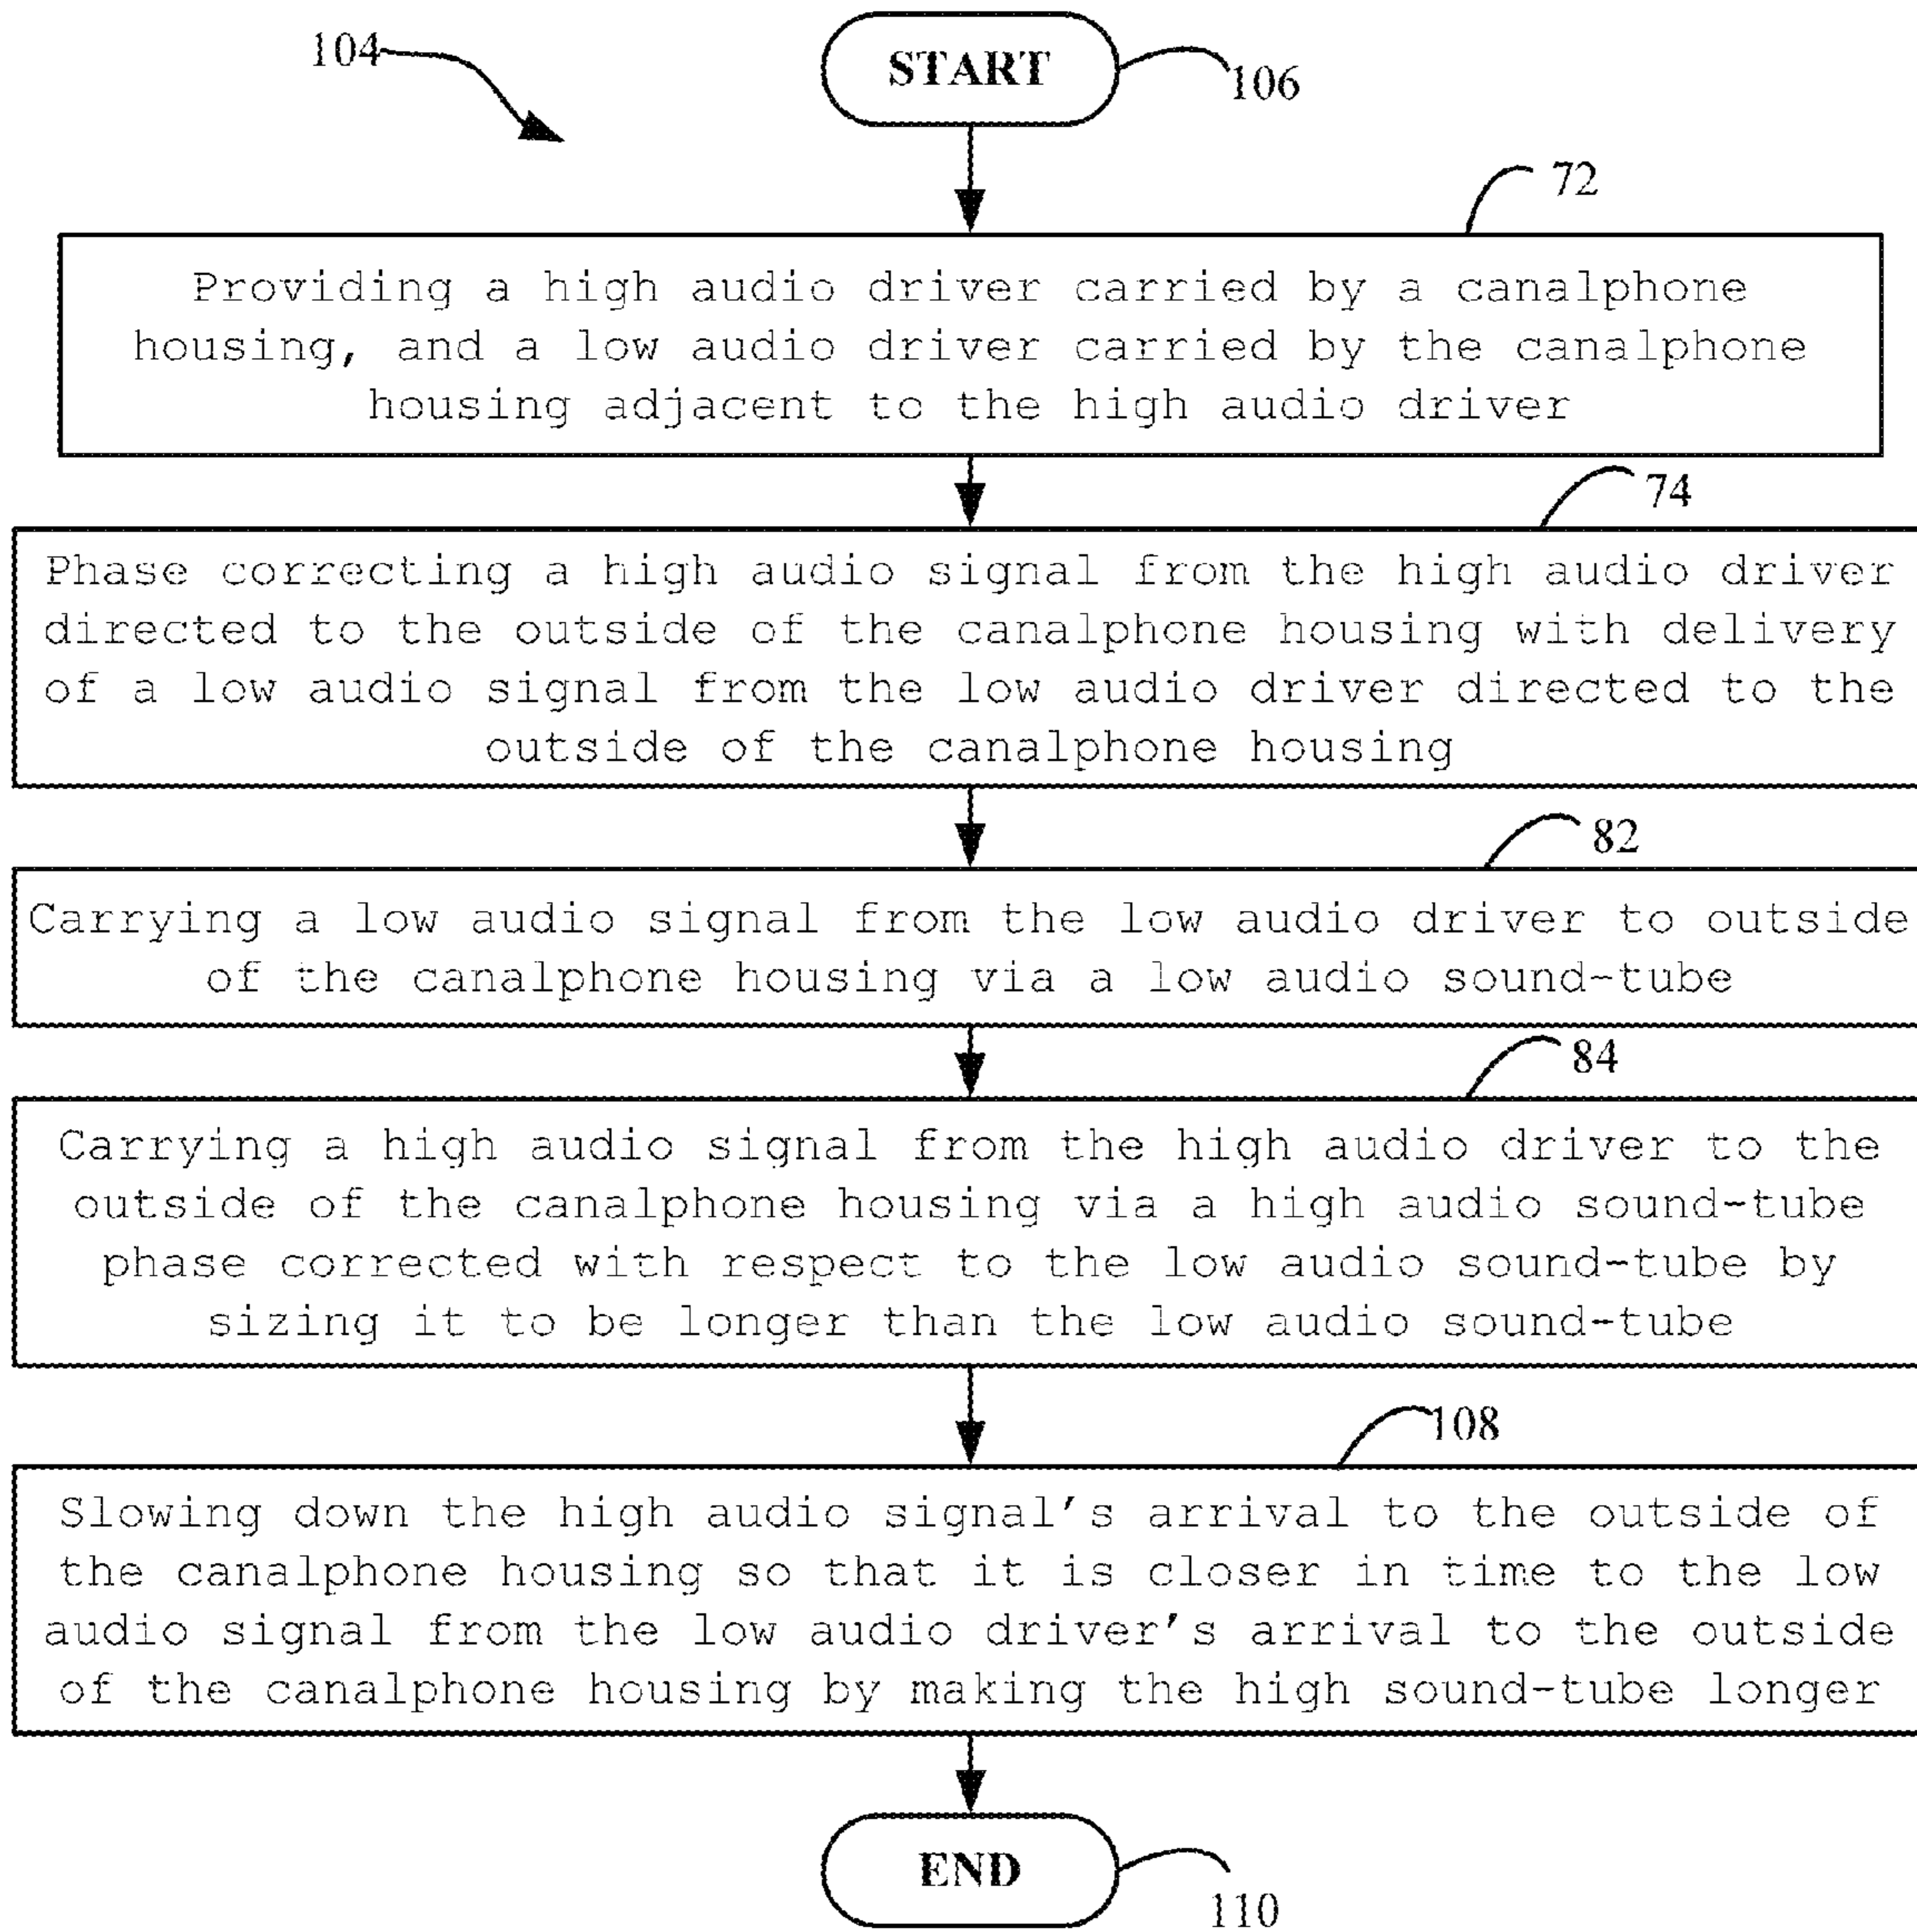 104
START
106
72
Providing a high audio driver carried by a canalphone
housing, and a low audio driver carried by the canalphone
housing adjacent to the high audio driver
74
Phase correcting a high audio signal from the high audio driver
directed to the outside of the canalphone housing with delivery
of a low audio signal from the low audio driver directed to the
outside of the canalphone housing
82
Carrying a low audio signal from the low audio driver to outside
of the canalphone housing via a low audio sound-tube
84
Carrying a high audio signal from the high audio driver to the
outside of the canalphone housing via a high audio sound-tube
phase corrected with respect to the low audio sound-tube by
sizing it to be longer than the low audio sound-tube
108
Slowing down the high audio signal's arrival to the outside of
the canalphone housing so that it is closer in time to the low
audio signal from the low audio driver's arrival to the outside
of the canalphone housing by making the high sound-tube longer
END
110